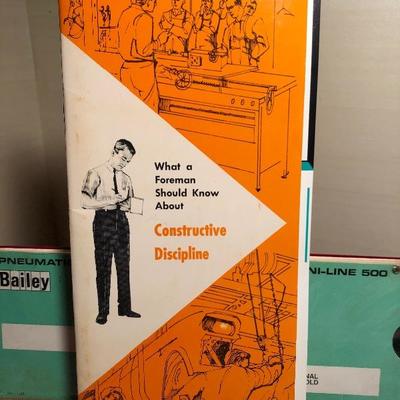 What a
Foreman
Should Know
About
Constructive
Discipline
PNEUMATI
Bailey
NI-LINE 500
NAL
OLD